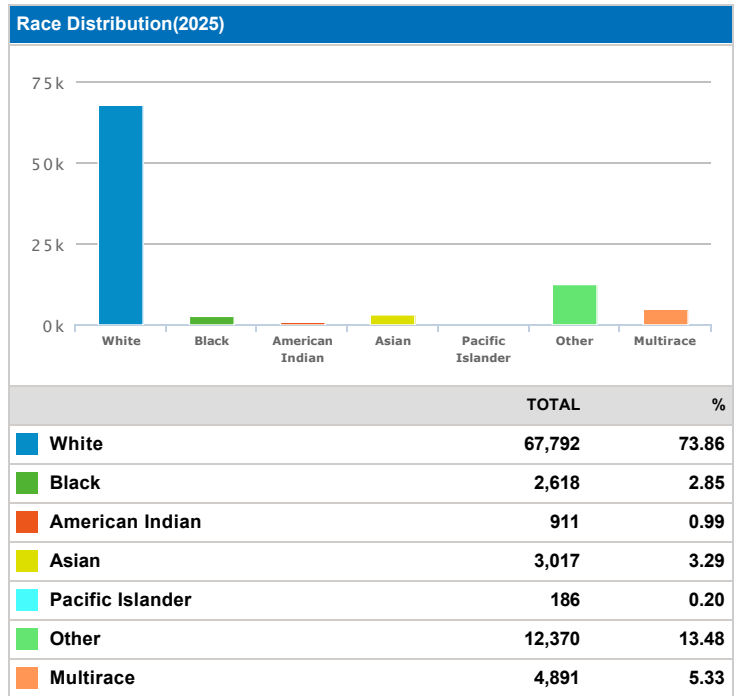 Race Distribution(2025)
75k
50k
25k
0k
White Black American Indian Asian Pacific Islander Other Multirace
TOTAL %
White 67,792 73.86
Black 2,618 2.85
American Indian 911 0.99
Asian 3,017 3.29
Pacific Islander 186 0.20
Other 12,370 13.48
Multirace 4,891 5.33